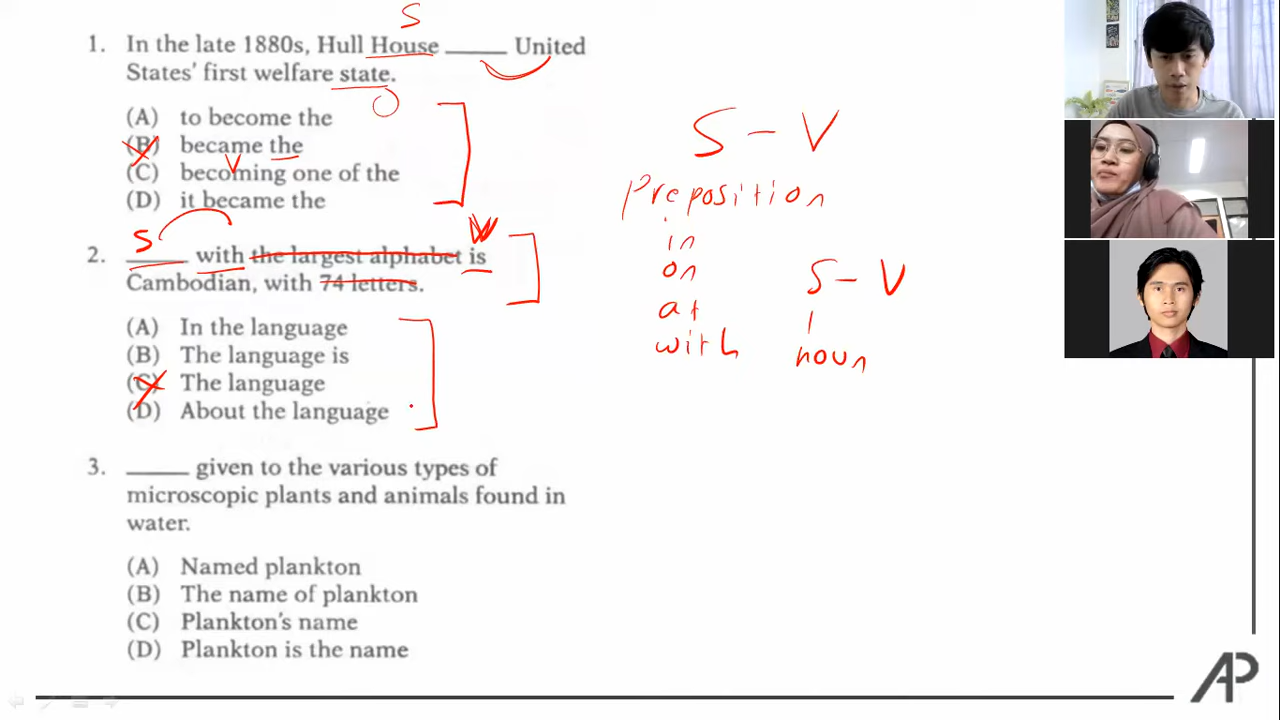 S
1. In the late 1880s, Hull House ______ United
States' first welfare state.
(A) to become the
(B) became the
V
(C) becoming one of the
(D) it became the
S V
2. ______ with the largest alphabet is
Cambodian, with 74 letters.
(A) In the language
(B) The language is
(C) The language
(D) About the language
3. ______ given to the various types of
microscopic plants and animals found in
water.
(A) Named plankton
(B) The name of plankton
(C) Plankton's name
(D) Plankton is the name
S – V
Preposition
in
on
at
with
S – V
noun
AP